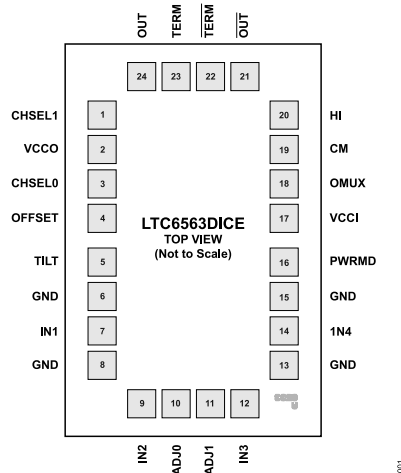 OUT
TERM
TERM
OUT
24
23
22
21
CHSEL1
1
20
HI
VCCO
2
19
CM
CHSEL0
3
18
OMUX
OFFSET
4
17
VCCI
LTC6563DICE
TOP VIEW
(Not to Scale)
TILT
5
16
PWRMD
GND
6
15
GND
IN1
7
14
1N4
GND
8
13
GND
9
10
11
12
IN2
ADJ0
ADJ1
IN3
001